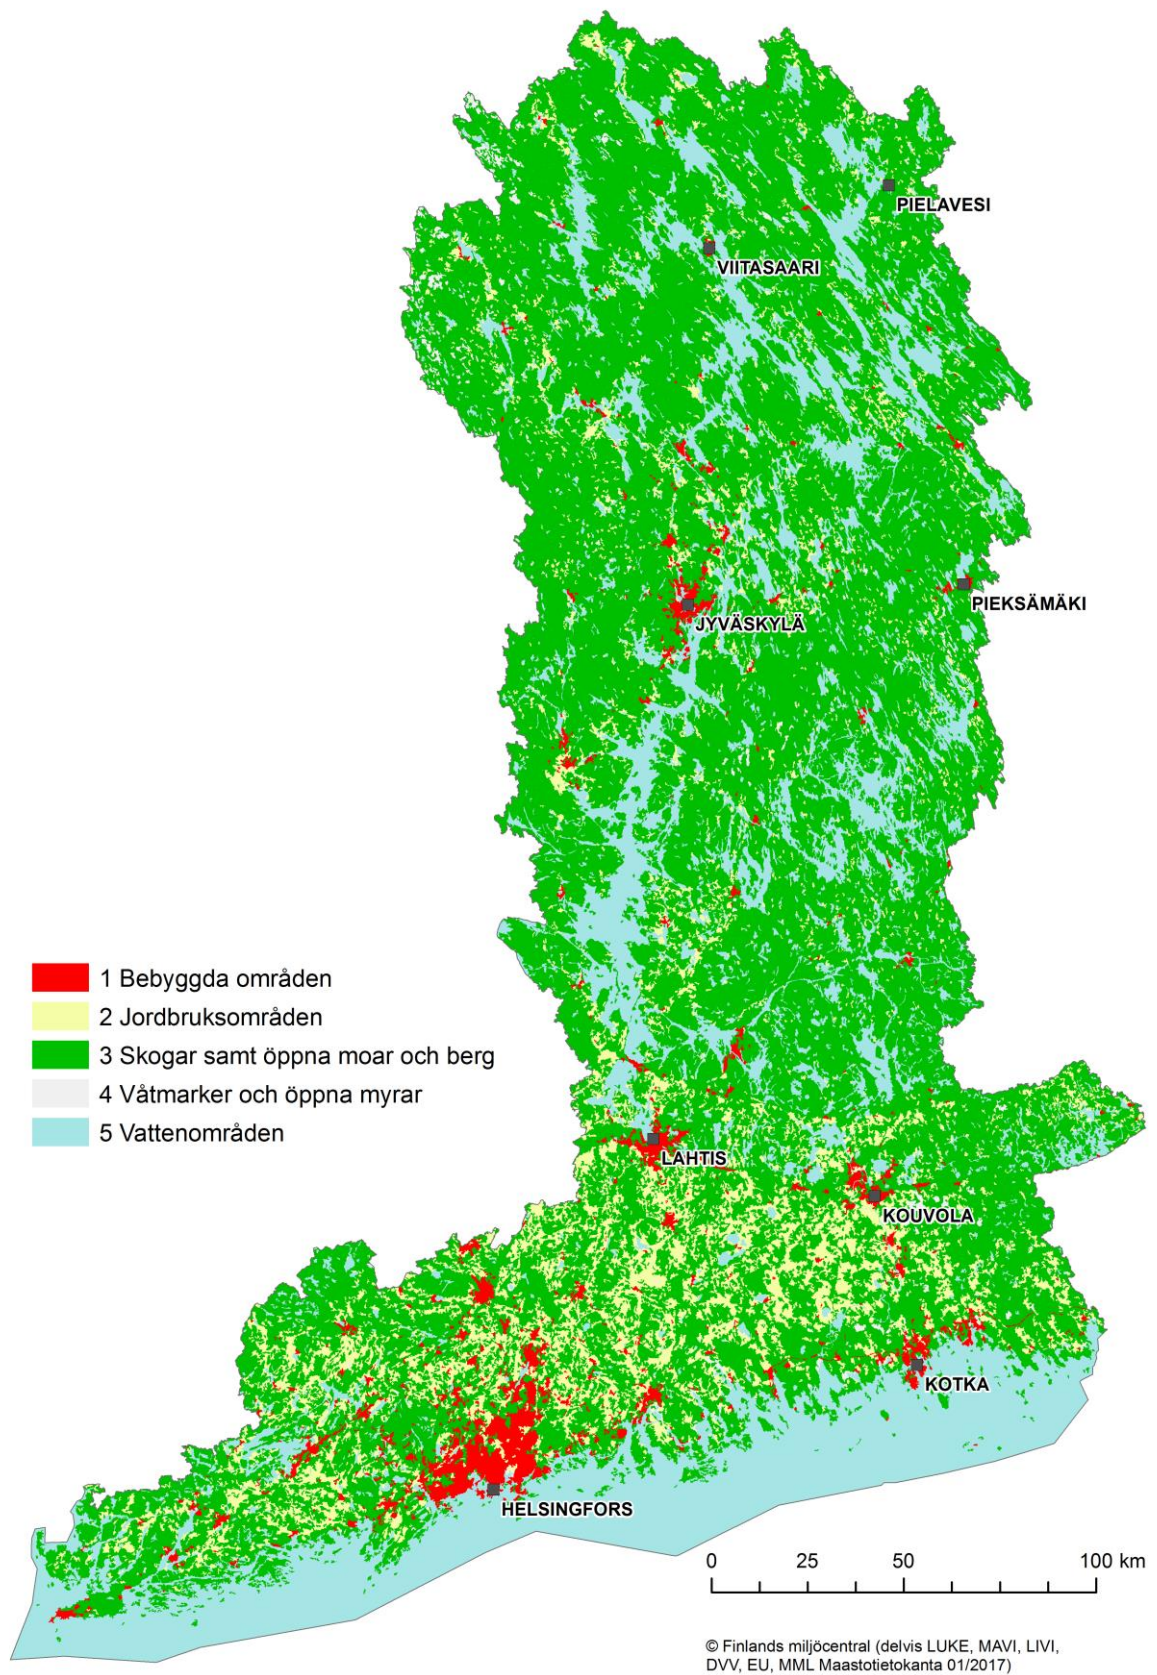 PIELAVESI
VIITASAARI
PIEKSÄMÄKI
JYVÄSKYLÄ
1 Bebyggda områden
2 Jordbruksområden
3 Skogar samt öppna moar och berg
4 Våtmarker och öppna myrar
5 Vattenområden
LAHTIS
KOUVOLA
KOTKA
HELSINGFORS
0 25 50 100 km
© Finlands miljöcentral (delvis LUKE, MAVI, LIVI,
DVV, EU, MML Maastotietokanta 01/2017)